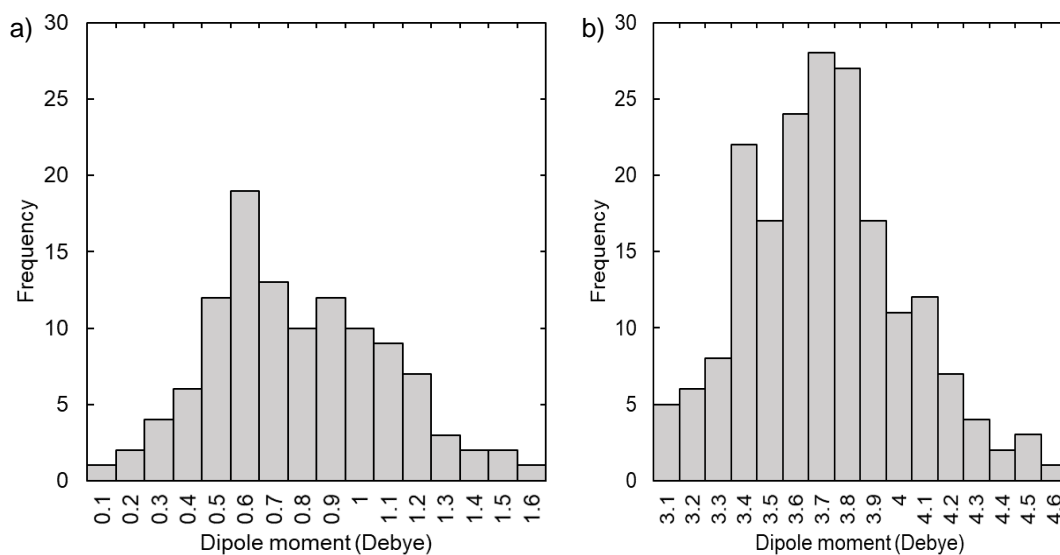 a)
30
25
20
15
10
5
0
Frequency
0.1 0.2 0.3 0.4 0.5 0.6 0.7 0.8 0.9 1 1.1 1.2 1.3 1.4 1.5 1.6
Dipole moment (Debye)
b)
30
25
20
15
10
5
0
Frequency
3.1 3.2 3.3 3.4 3.5 3.6 3.7 3.8 3.9 4 4.1 4.2 4.3 4.4 4.5 4.6
Dipole moment (Debye)